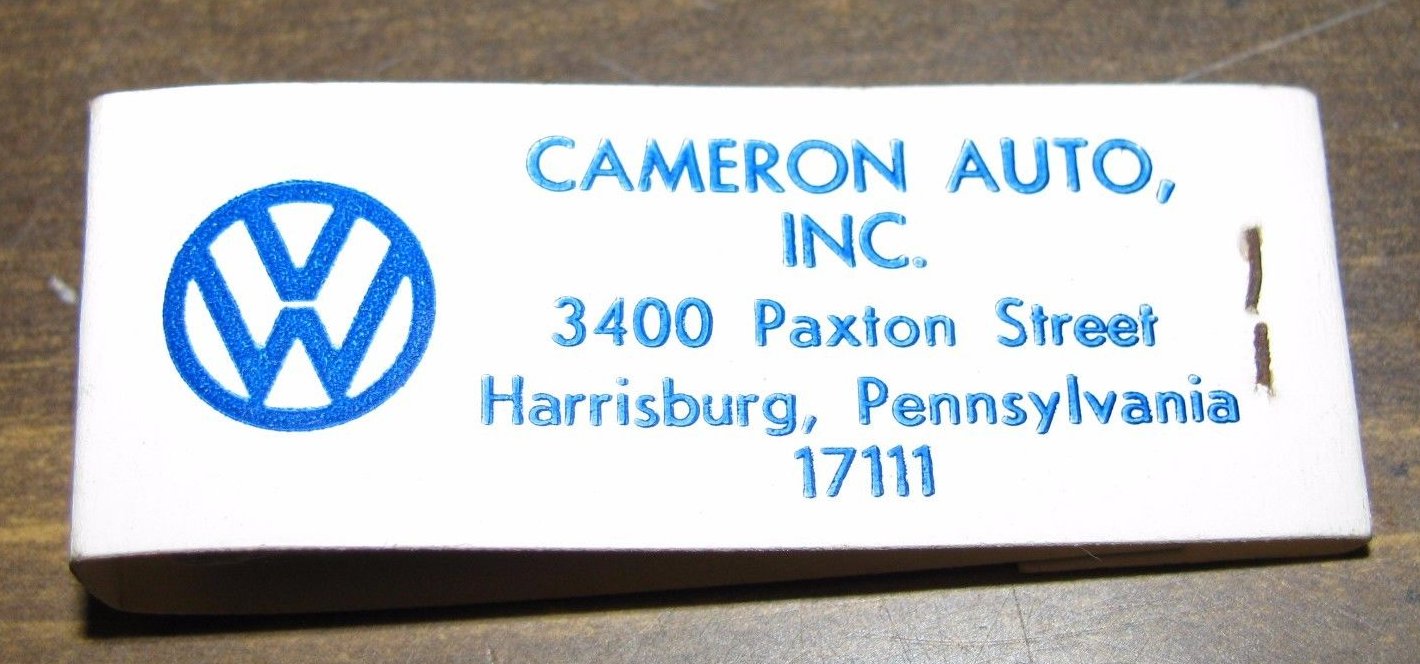 CAMERON AUTO,
INC.
3400 Paxton Street
Harrisburg, Pennsylvania
17111